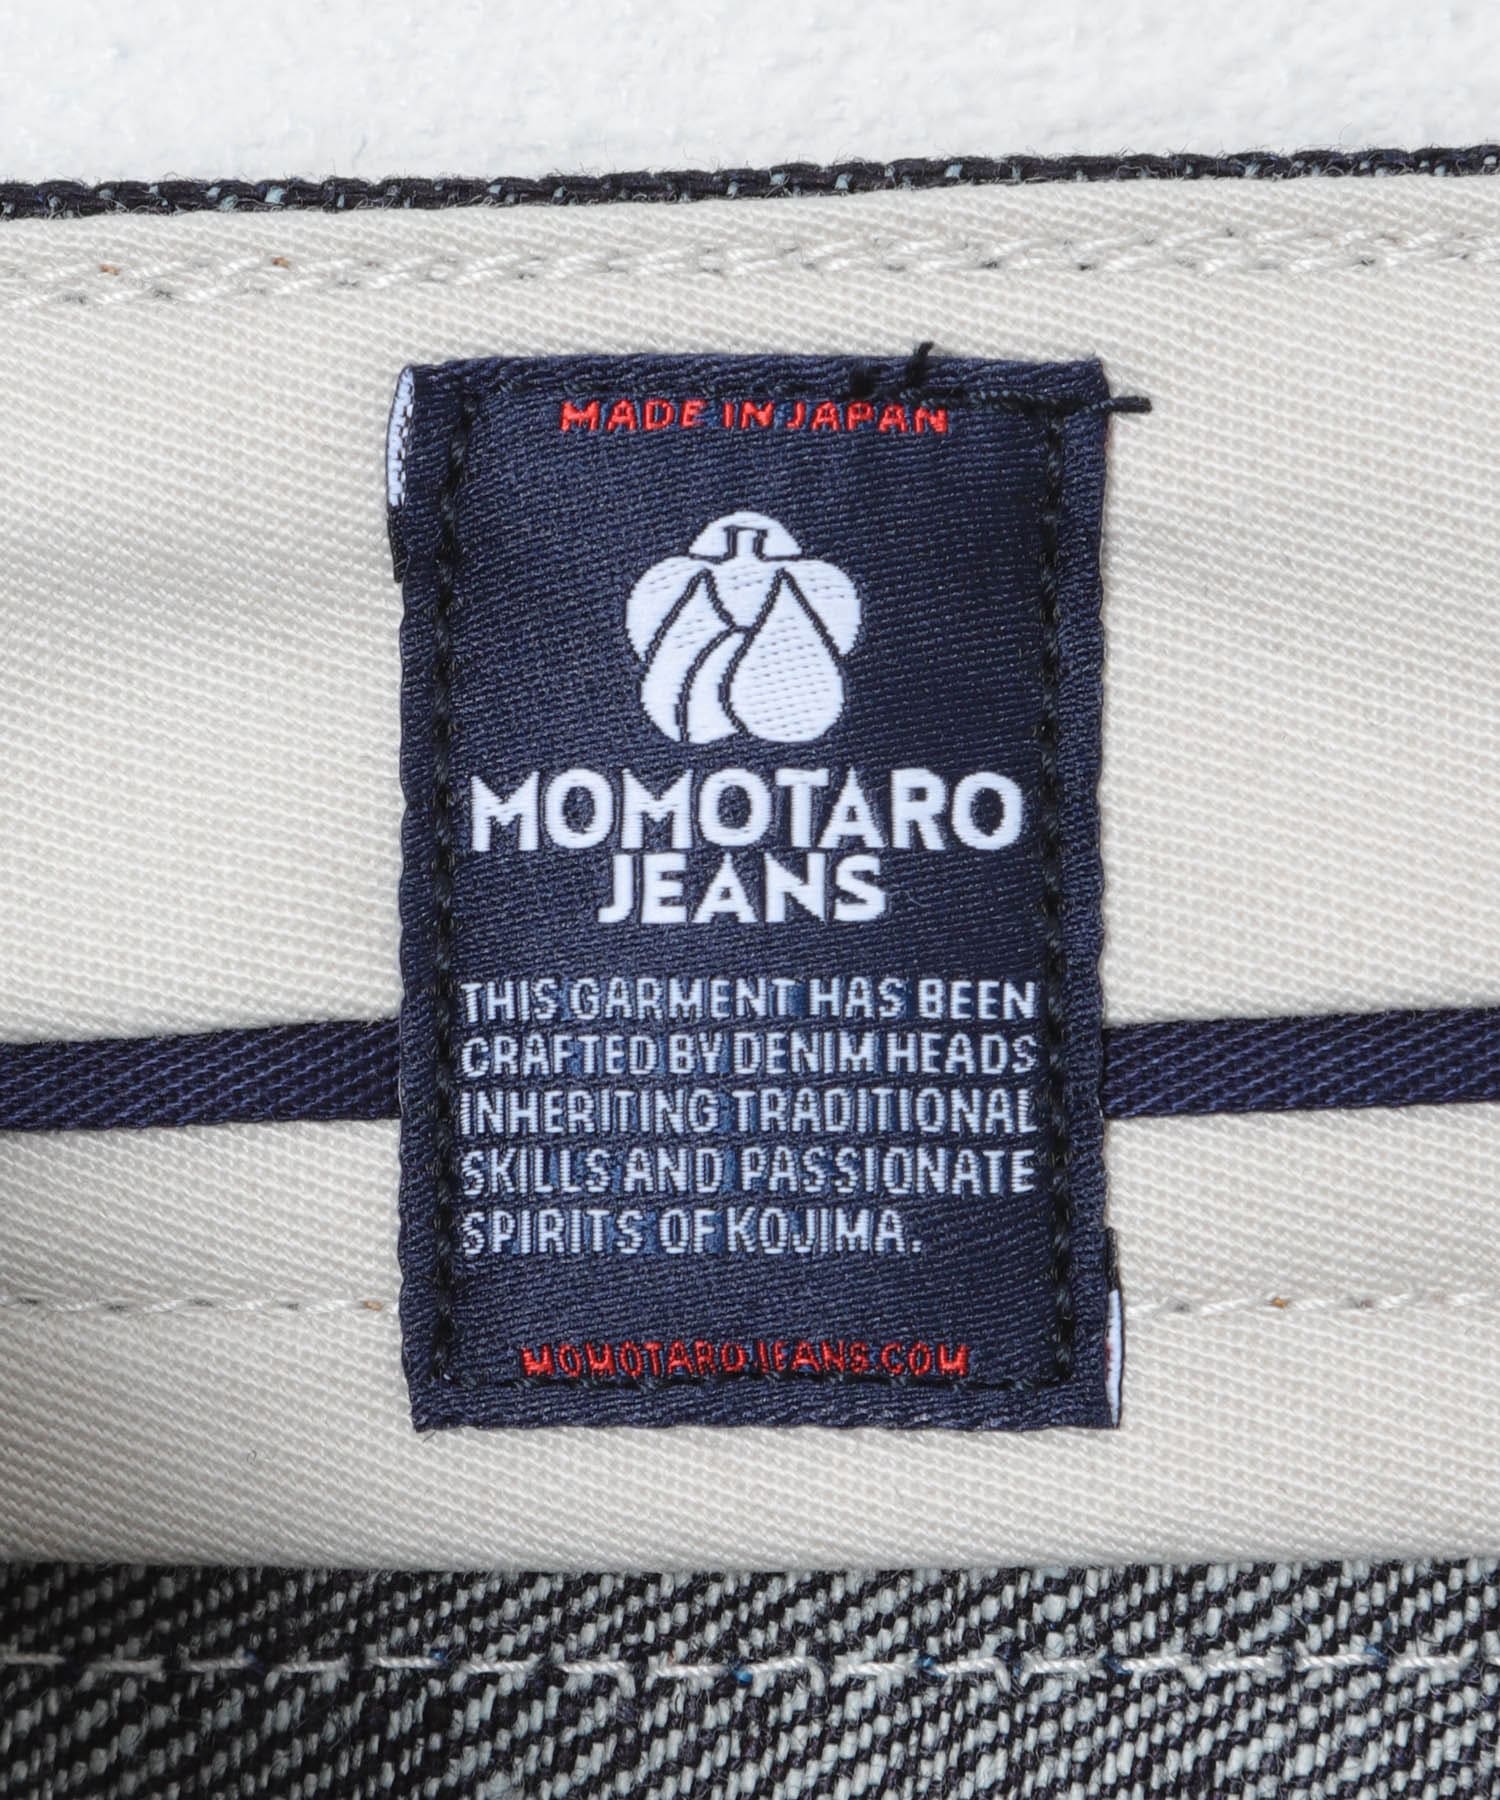 MADE IN JAPAN
MOMOTARO
JEANS
THIS GARMENT HAS BEEN
CRAFTED BY DENIM HEADS
INHERITING TRADITIONAL
SKILLS AND PASSIONATE
SPIRITS OF KOJIMA.
MOMOTAROJEANS.COM